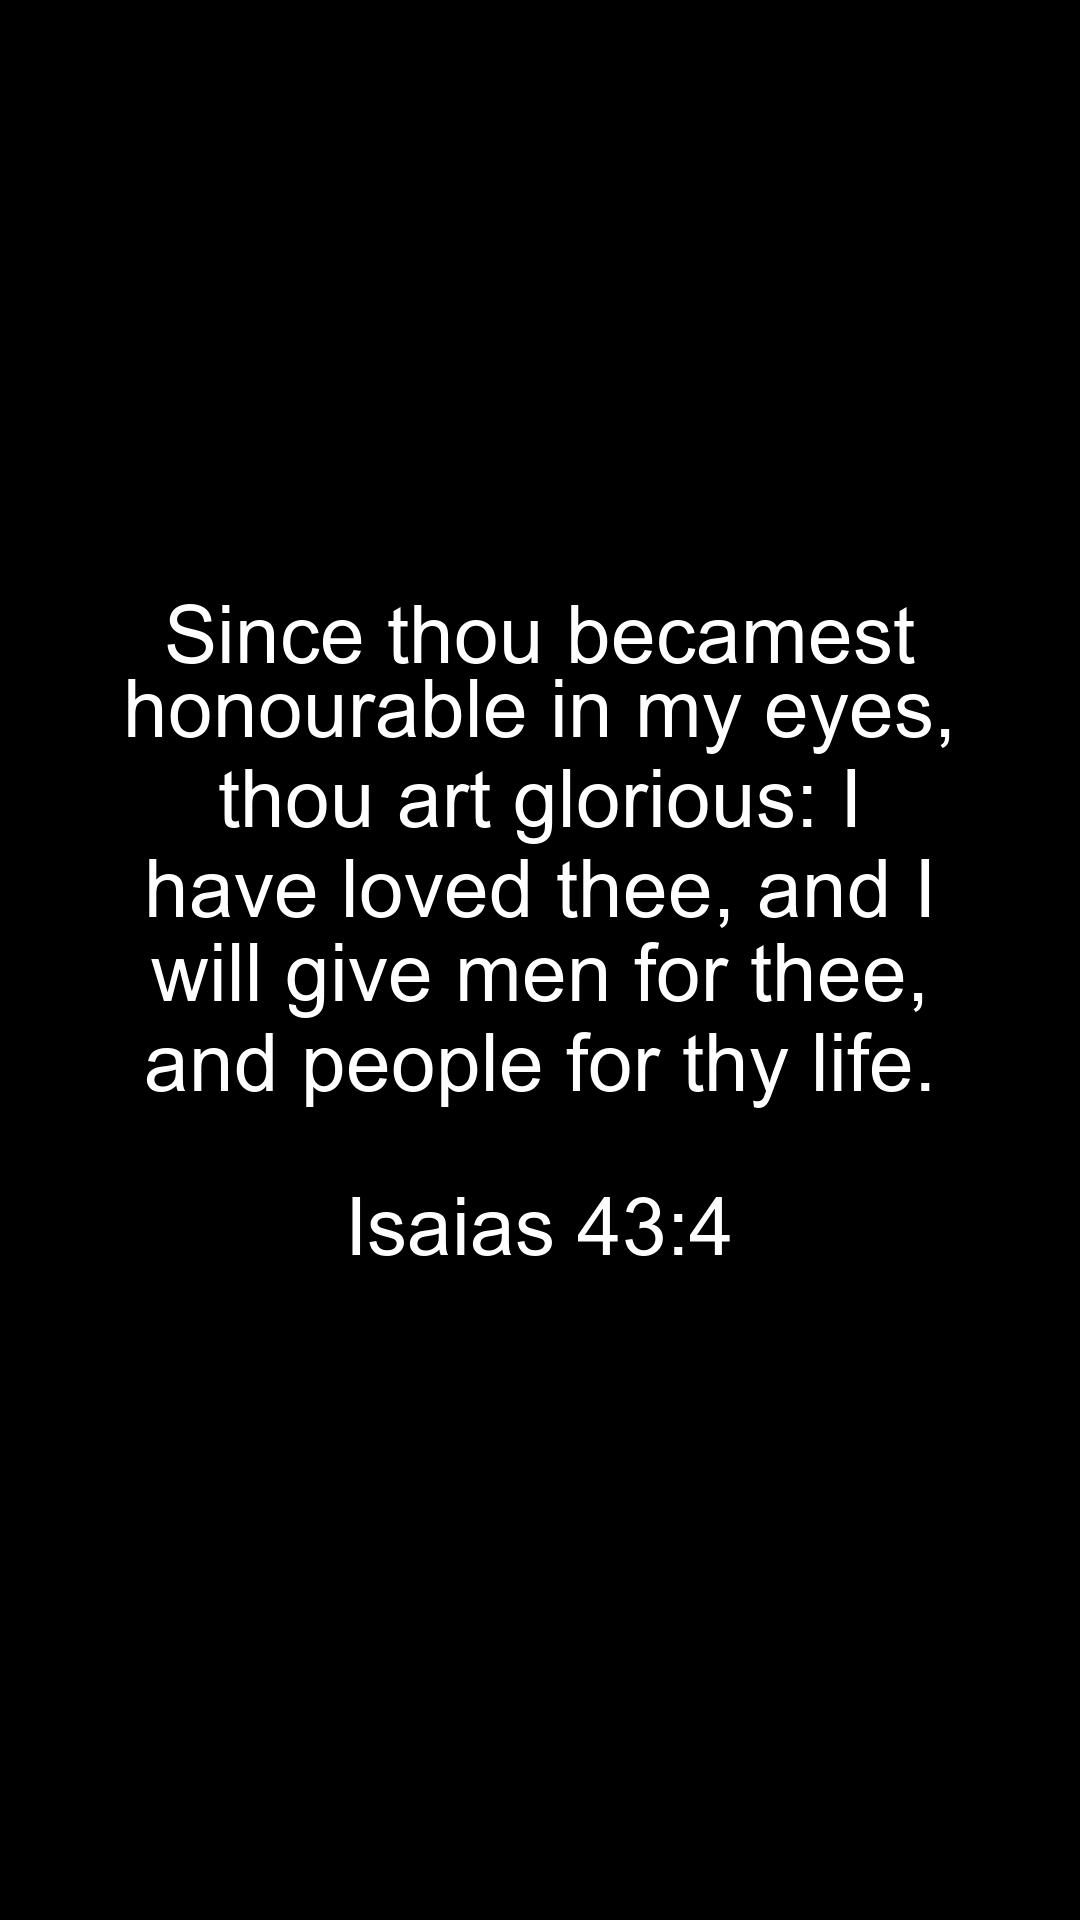 Since thou becamest
honourable in my eyes,
thou art glorious: I
have loved thee, and I
will give men for thee,
and people for thy life.
Isaias 43:4